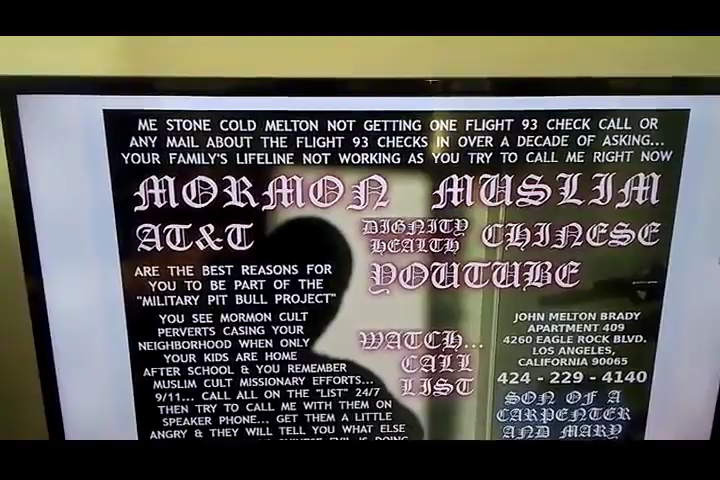 ME STONE COLD MELTON NOT GETTING ONE FLIGHT 93 CHECK CALL OR
ANY MAIL ABOUT THE FLIGHT 93 CHECKS IN OVER A DECADE OF ASKING...
YOUR FAMILY'S LIFELINE NOT WORKING AS YOU TRY TO CALL ME RIGHT NOW
MORMON MUSLIM
AT&T DIGNITY HEALTH CHINESE
YOUTUBE
ARE THE BEST REASONS FOR
YOU TO BE PART OF THE
"MILITARY PIT BULL PROJECT"
YOU SEE MORMON CULT
PERVERTS CASING YOUR
NEIGHBORHOOD WHEN ONLY
YOUR KIDS ARE HOME
AFTER SCHOOL & YOU REMEMBER
MUSLIM CULT MISSIONARY EFFORTS...
9/11... CALL ALL ON THE "LIST" 24/7
THEN TRY TO CALL ME WITH THEM ON
SPEAKER PHONE... GET THEM A LITTLE
ANGRY & THEY WILL TELL YOU WHAT ELSE
CHINESE EVIL IS DOING
WATCH...
CALL
LIST
JOHN MELTON BRADY
APARTMENT 409
4260 EAGLE ROCK BLVD.
LOS ANGELES,
CALIFORNIA 90065
424 - 229 - 4140
SON OF A
CARPENTER
AND MARY